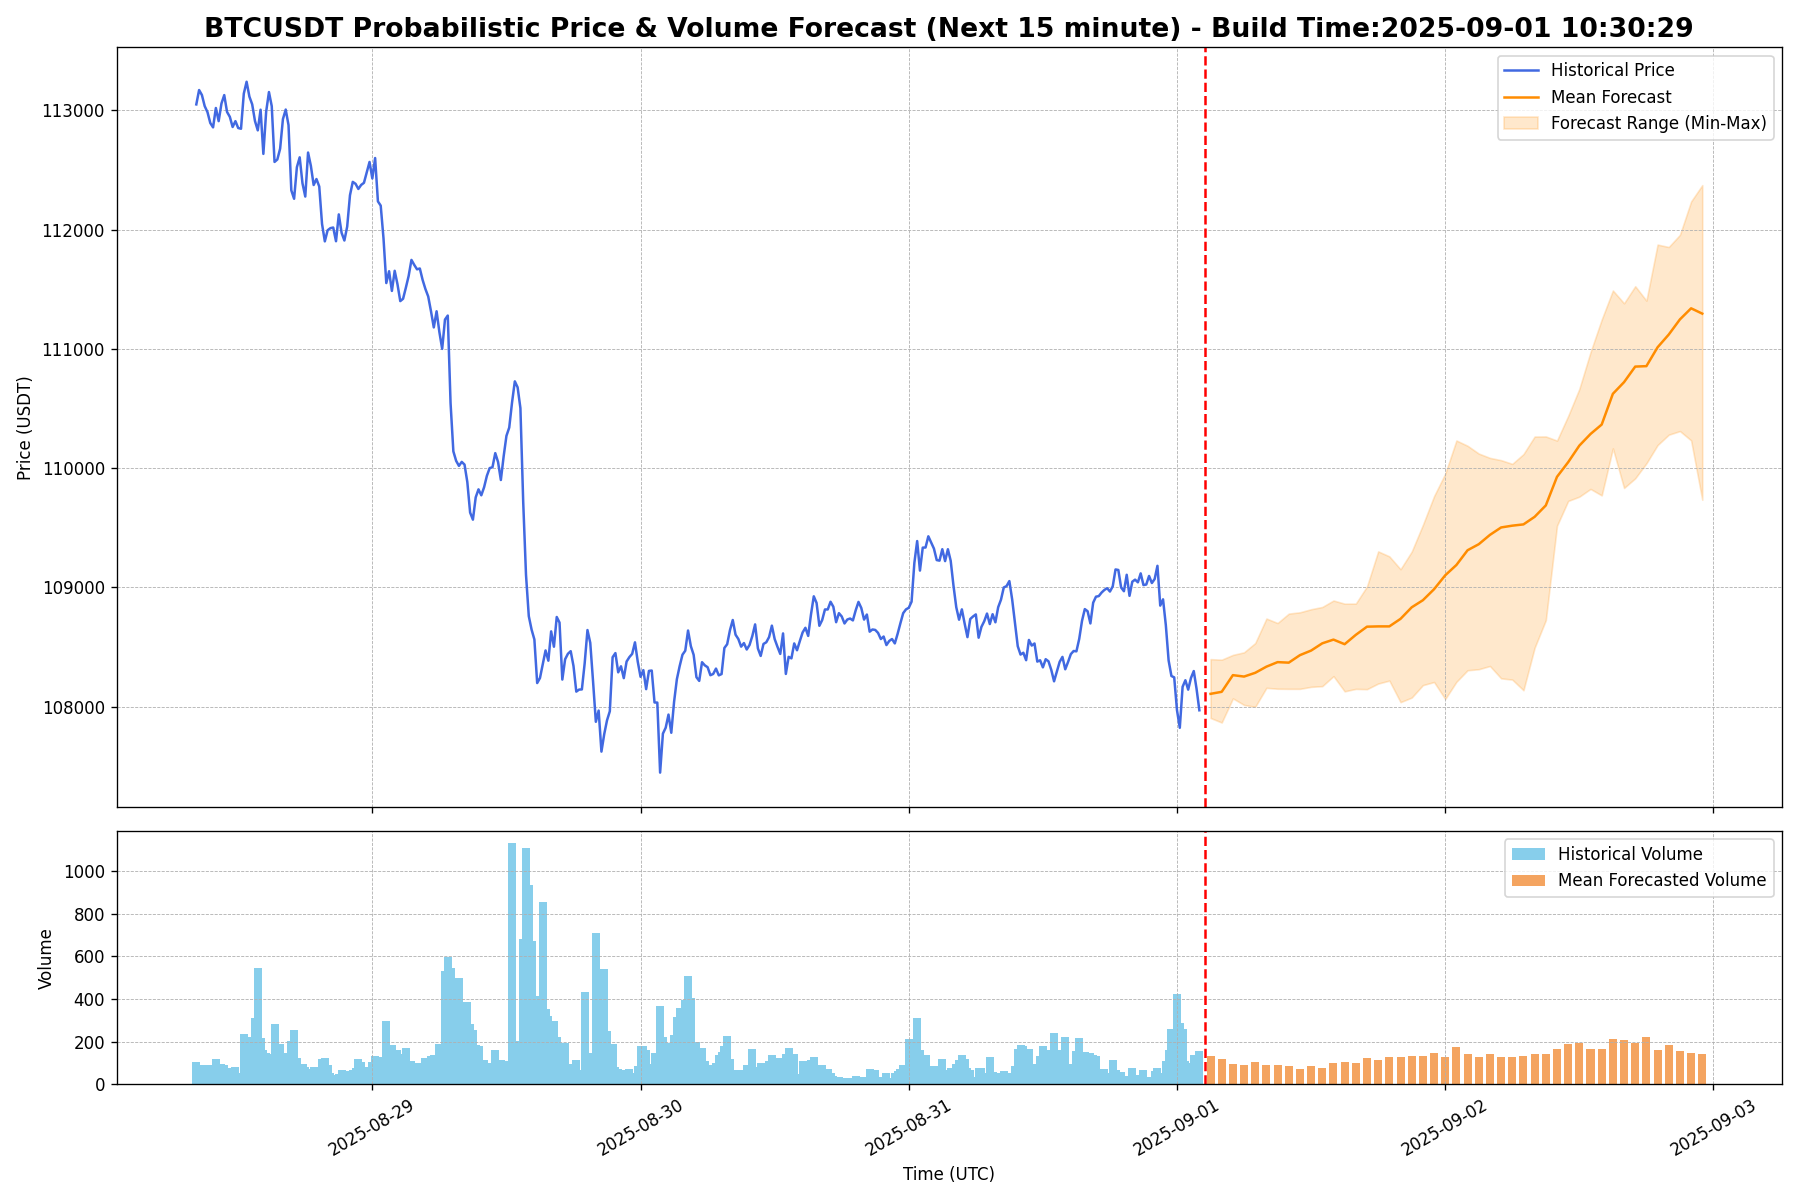 BTCUSDT Probabilistic Price & Volume Forecast (Next 15 minute) - Build Time:2025-09-01 10:30:29
Historical Price
Mean Forecast
Forecast Range (Min-Max)
113000
112000
111000
110000
109000
108000
Price (USDT)
Historical Volume
Mean Forecasted Volume
1000
800
600
400
200
0
Volume
2025-08-29
2025-08-30
2025-08-31
2025-09-01
2025-09-02
2025-09-03
Time (UTC)